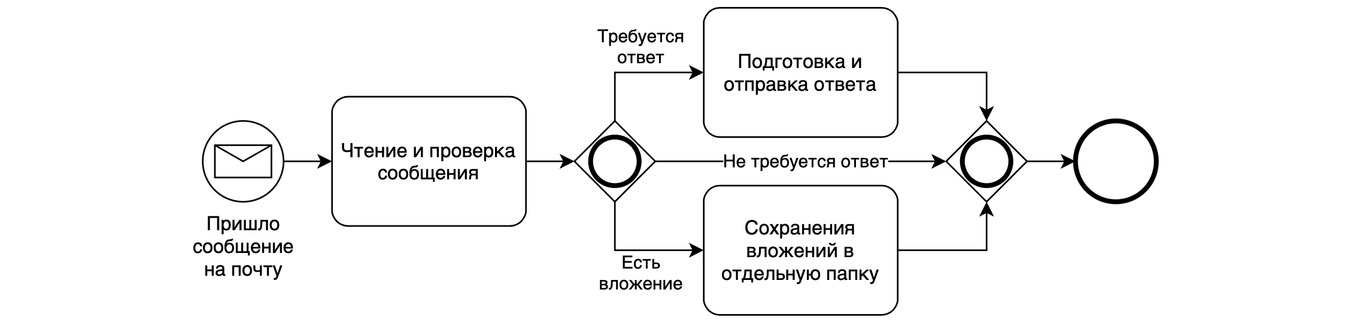 Пришло
сообщение
на почту
Чтение и проверка
сообщения
Требуется
ответ
Подготовка и
отправка ответа
Не требуется ответ
Есть
вложение
Сохранения
вложений в
отдельную папку